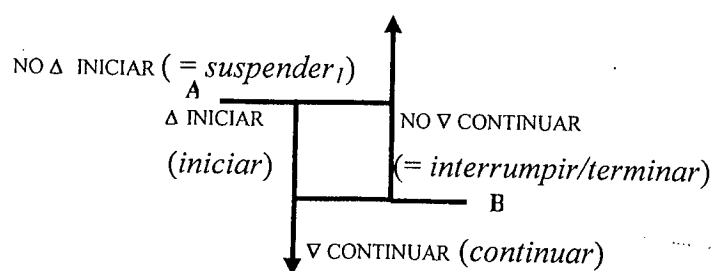 NO Δ INICIAR ( = suspender₁)
A
Δ INICIAR
(iniciar)
NO ∇ CONTINUAR
(= interrumpir/terminar)
B
∇ CONTINUAR (continuar)